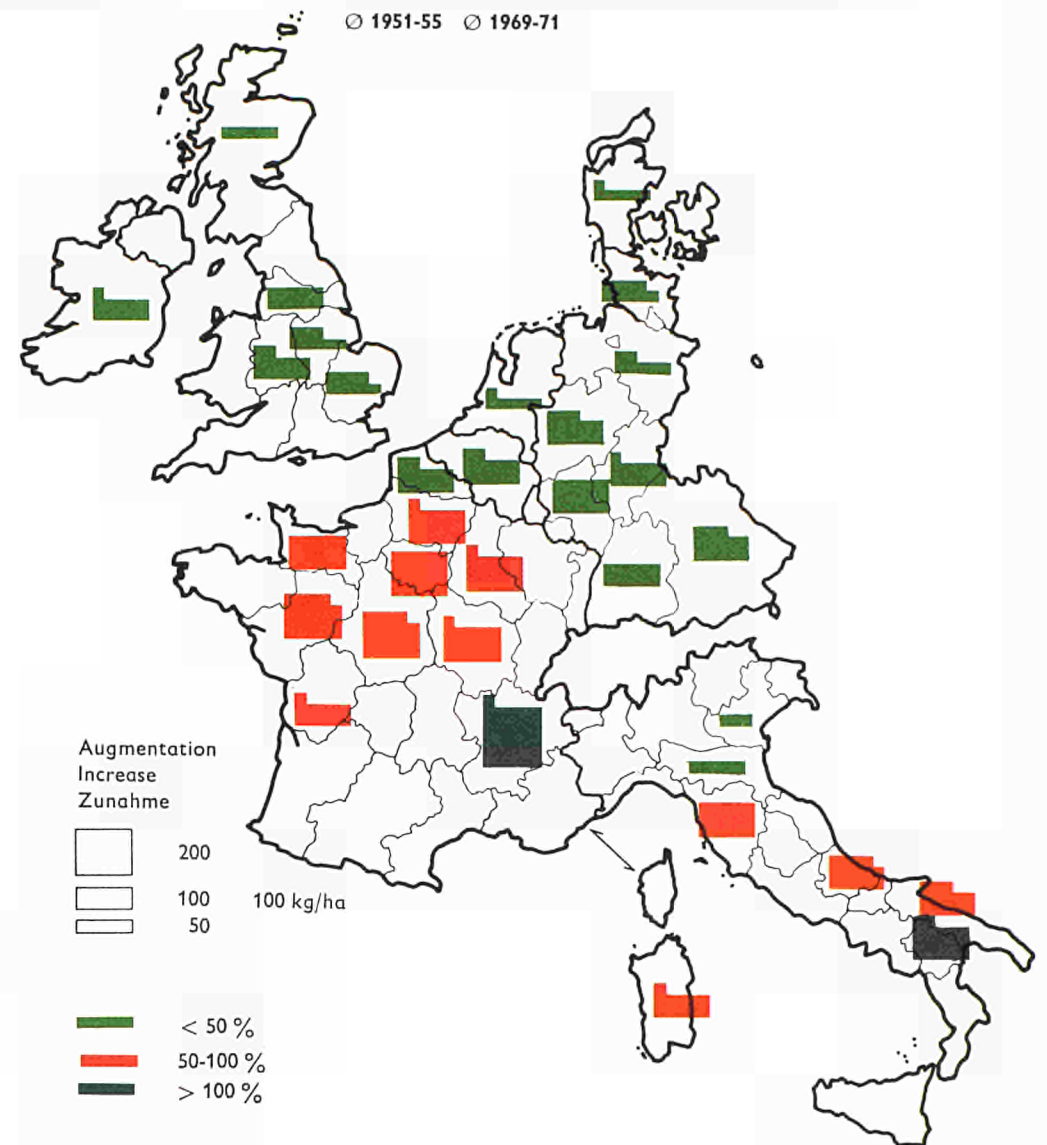 ∅ 1951-55 ∅ 1969-71
Augmentation
Increase
Zunahme
200
100 100 kg/ha
50
< 50 %
50-100 %
> 100 %